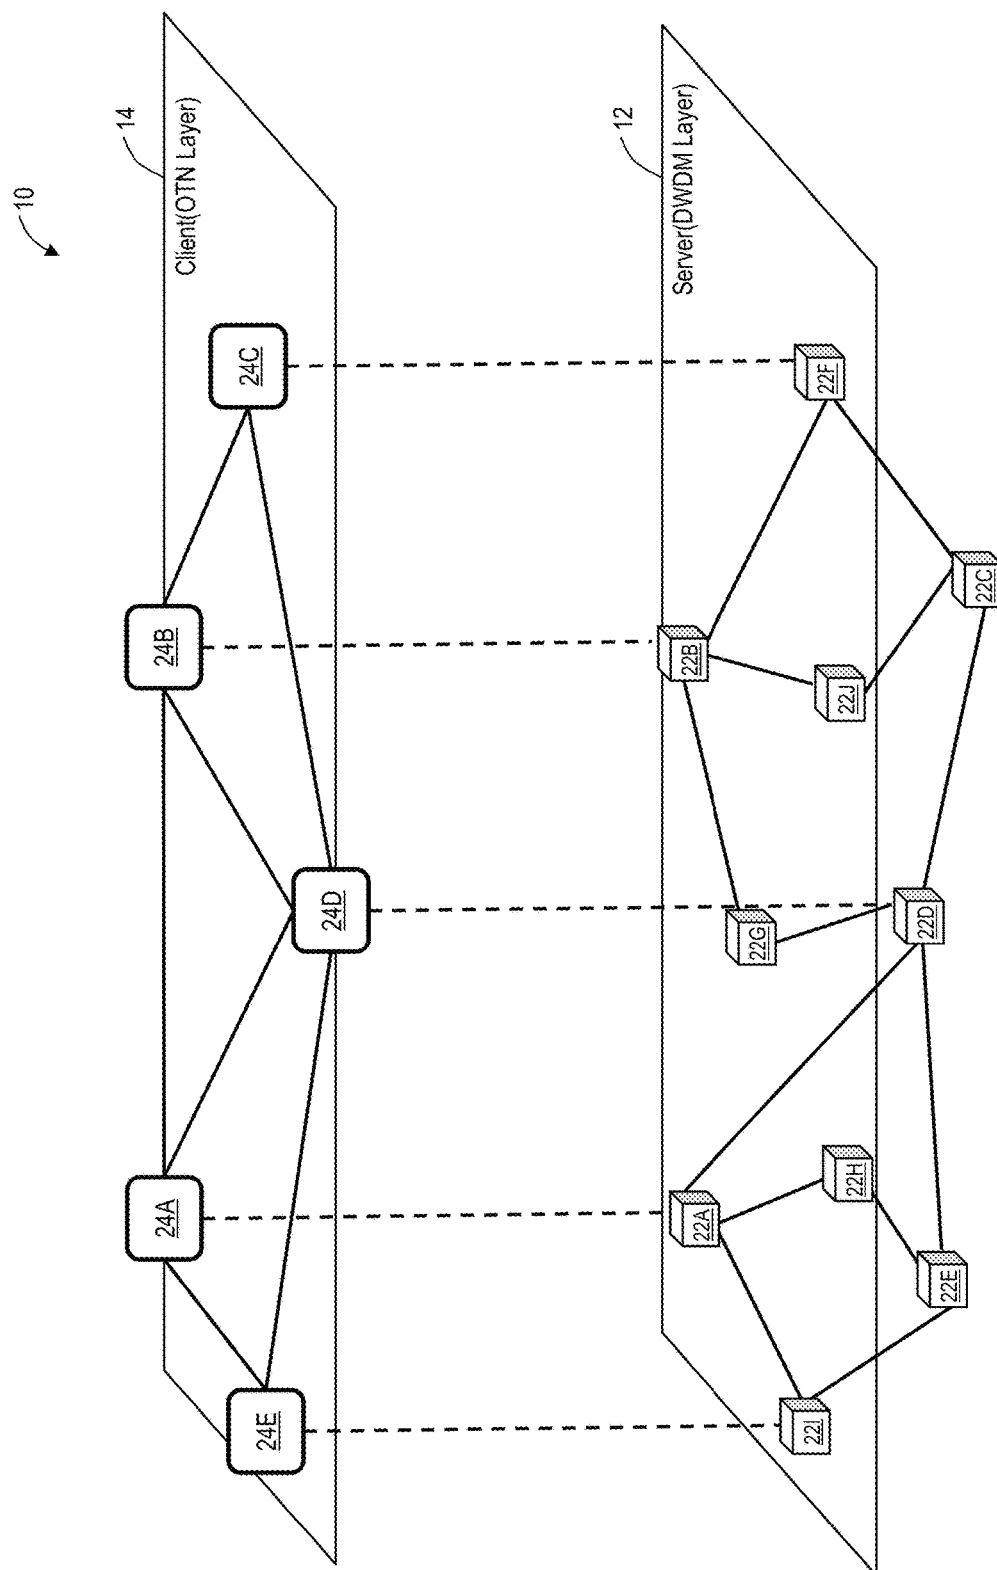 10
14
Client(OTN Layer)
24E
24A
24D
24B
24C
12
Server(DWDM Layer)
22I
22A
22H
22E
22G
22D
22B
22J
22C
22F